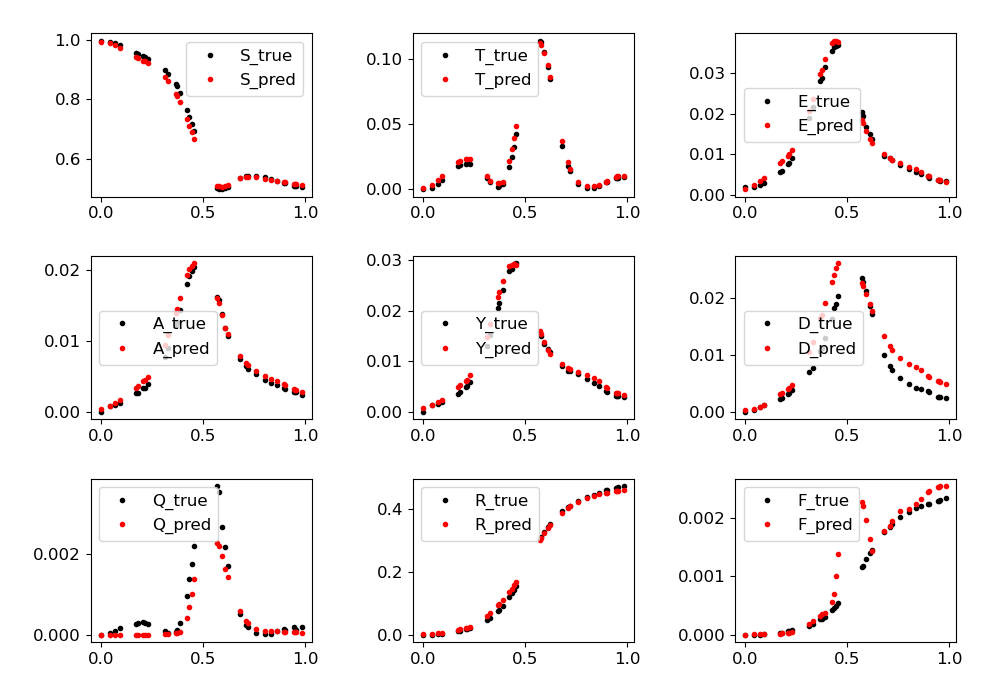 1.0
0.8
0.6
0.0 0.5 1.0
S_true
S_pred
0.10
0.05
0.00
0.0 0.5 1.0
T_true
T_pred
0.03
0.02
0.01
0.00
0.0 0.5 1.0
E_true
E_pred
0.02
0.01
0.00
0.0 0.5 1.0
A_true
A_pred
0.03
0.02
0.01
0.00
0.0 0.5 1.0
Y_true
Y_pred
0.02
0.01
0.00
0.0 0.5 1.0
D_true
D_pred
0.002
0.000
0.0 0.5 1.0
Q_true
Q_pred
0.4
0.2
0.0
0.0 0.5 1.0
R_true
R_pred
0.002
0.001
0.000
0.0 0.5 1.0
F_true
F_pred